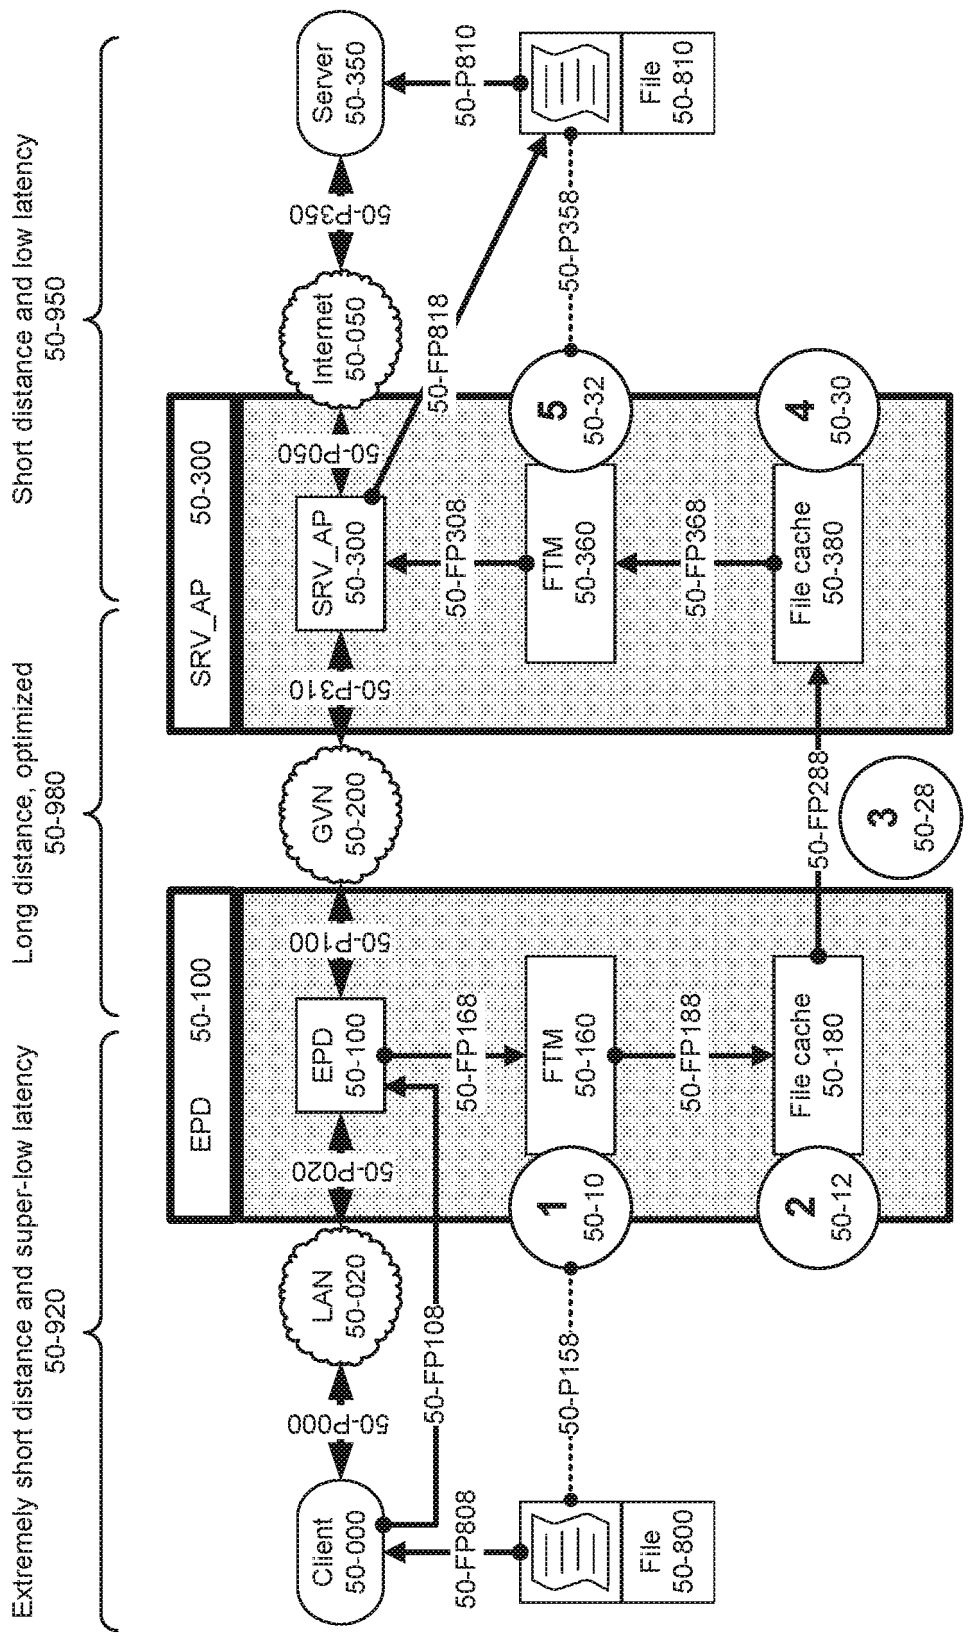 Extremely short distance and super-low latency
50-920
Long distance, optimized
50-980
Short distance and low latency
50-950
EPD 50-100
SRV_AP 50-300
Client
50-000
50-P000
LAN
50-020
50-P020
EPD
50-100
50-P100
GVN
50-200
50-P310
SRV_AP
50-300
50-P050
Internet
50-050
50-P350
Server
50-350
50-FP108
50-FP808
50-FP168
50-FP308
50-FP818
50-P810
File
50-800
50-P158
1
50-10
FTM
50-160
FTM
50-360
5
50-32
50-P358
File
50-810
50-FP188
50-FP368
2
50-12
File cache
50-180
50-FP288
3
50-28
File cache
50-380
4
50-30